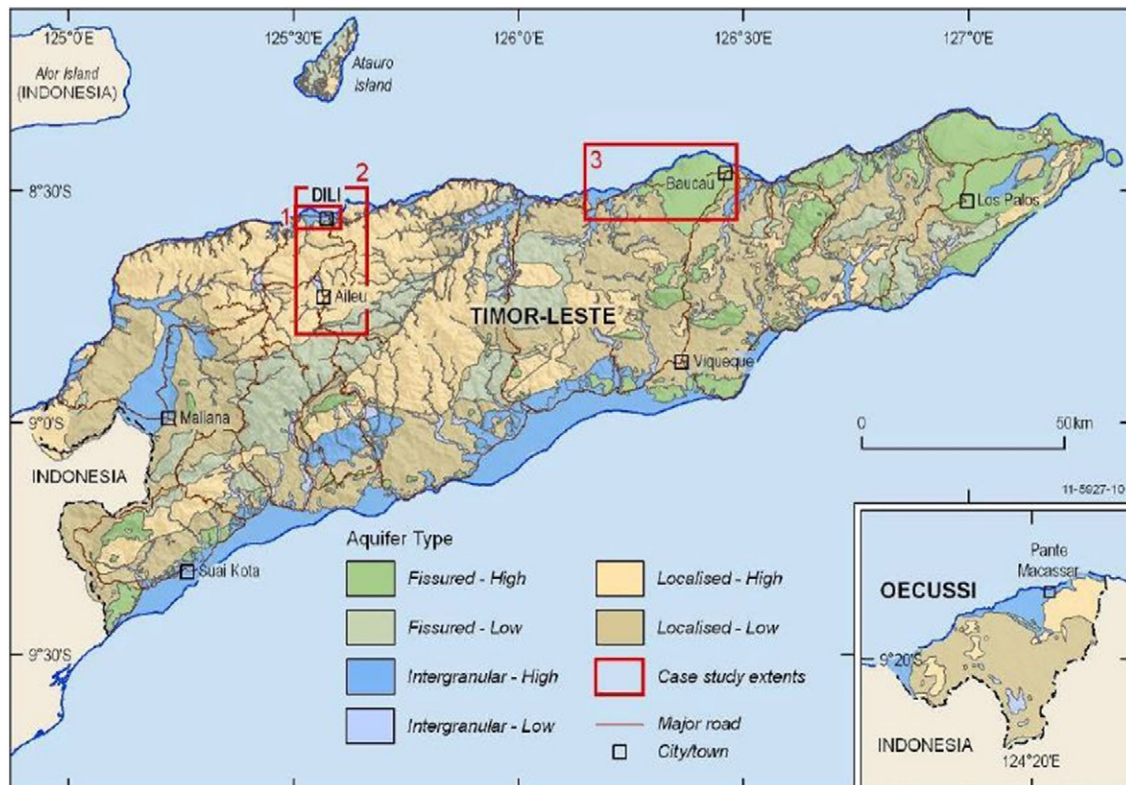 125°0'E
125°30'E
126°0'E
126°30'E
127°0'E
Alor Island
(INDONESIA)
Atauro
Island
8°30'S
2
3
DILI
1
Baucau
Los Palos
Aileu
TIMOR-LESTE
Viqueque
9°0'S
Maliana
0
50km
INDONESIA
11-5927-10
Suai Kota
Aquifer Type
Fissured - High
Localised - High
Fissured - Low
Localised - Low
Intergranular - High
Case study extents
Intergranular - Low
Major road
City/town
9°30'S
Pante
Macassar
OECUSSI
9°20'S
INDONESIA
124°20'E